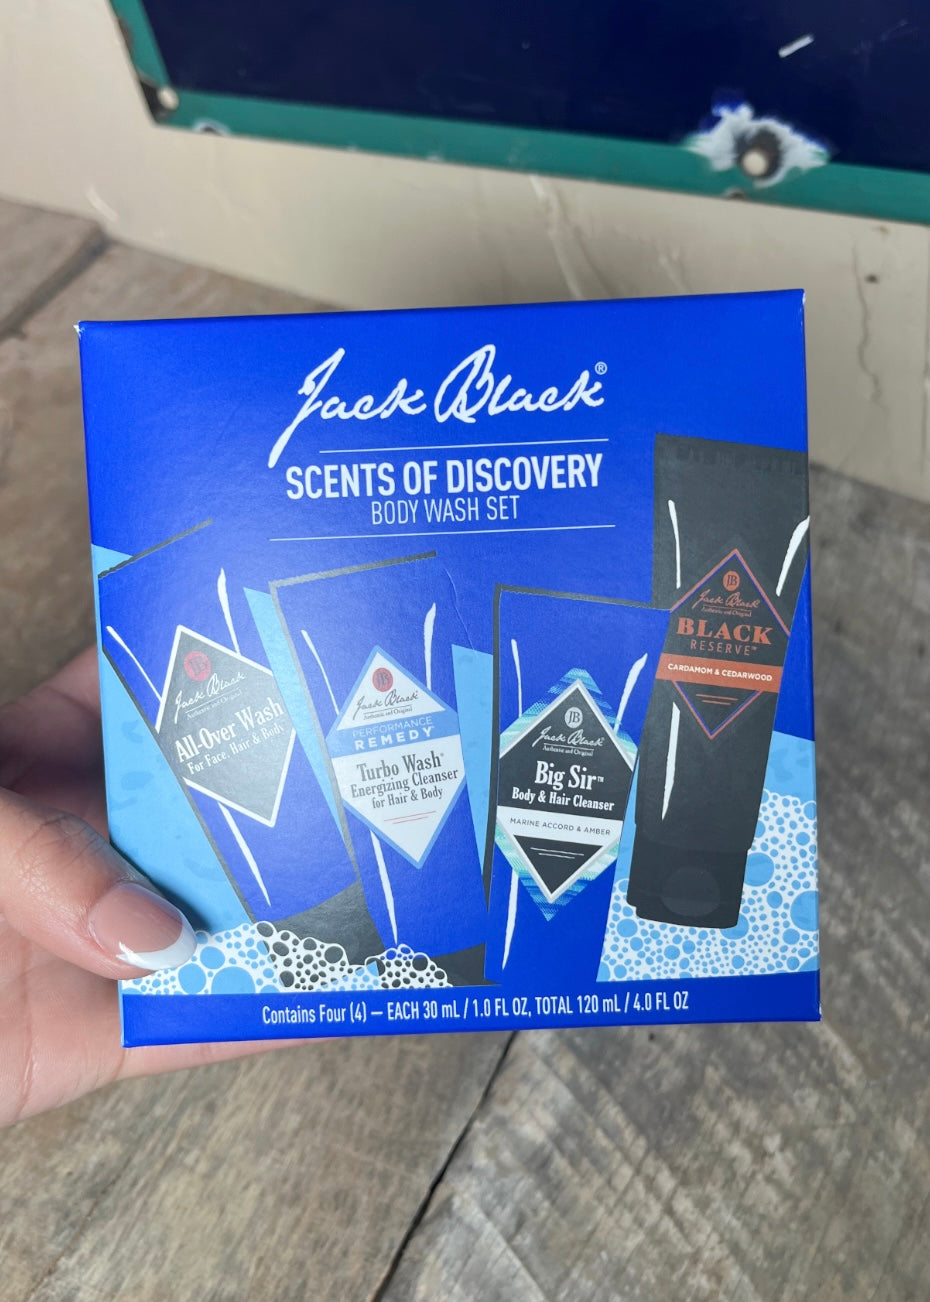 Jack Black®
SCENTS OF DISCOVERY
BODY WASH SET
JB
Jack Black
Authentic and Original
BLACK
RESERVE™
CARDAMOM & CEDARWOOD
JB
Jack Black
Authentic and Original
All-Over Wash
For Face, Hair & Body
JB
Jack Black®
Authentic and Original
PERFORMANCE
REMEDY™
Turbo Wash®
Energizing Cleanser
for Hair & Body
JB
Jack Black®
Authentic and Original
Big Sir™
Body & Hair Cleanser
MARINE ACCORD & AMBER
Contains Four (4) — EACH 30 mL / 1.0 FL OZ, TOTAL 120 mL / 4.0 FL OZ